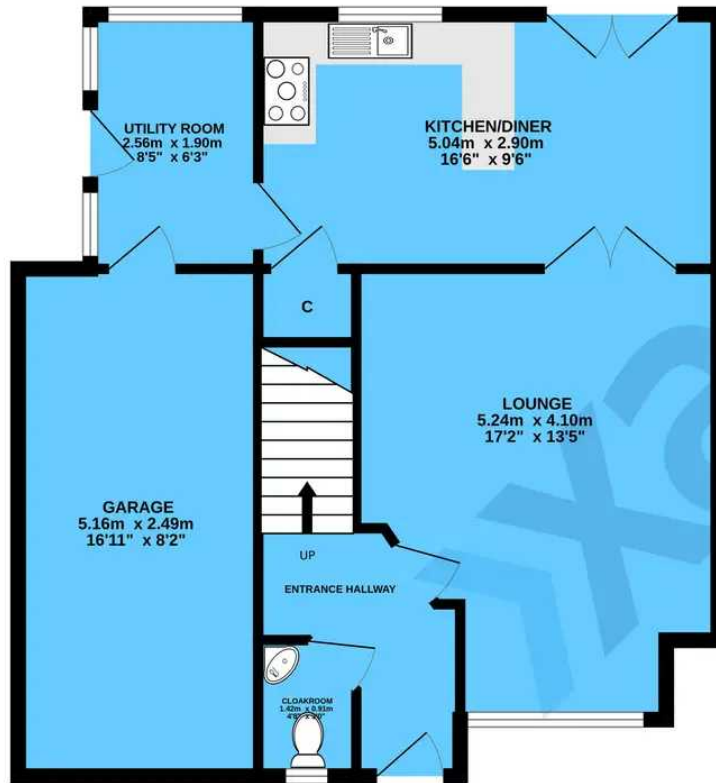 UTILITY ROOM
2.56m x 1.90m
8'5" x 6'3"
KITCHEN/DINER
5.04m x 2.90m
16'6" x 9'6"
C
LOUNGE
5.24m x 4.10m
17'2" x 13'5"
GARAGE
5.16m x 2.49m
16'11" x 8'2"
UP
ENTRANCE HALLWAY
CLOAKROOM
1.42m x 0.91m
4'8"